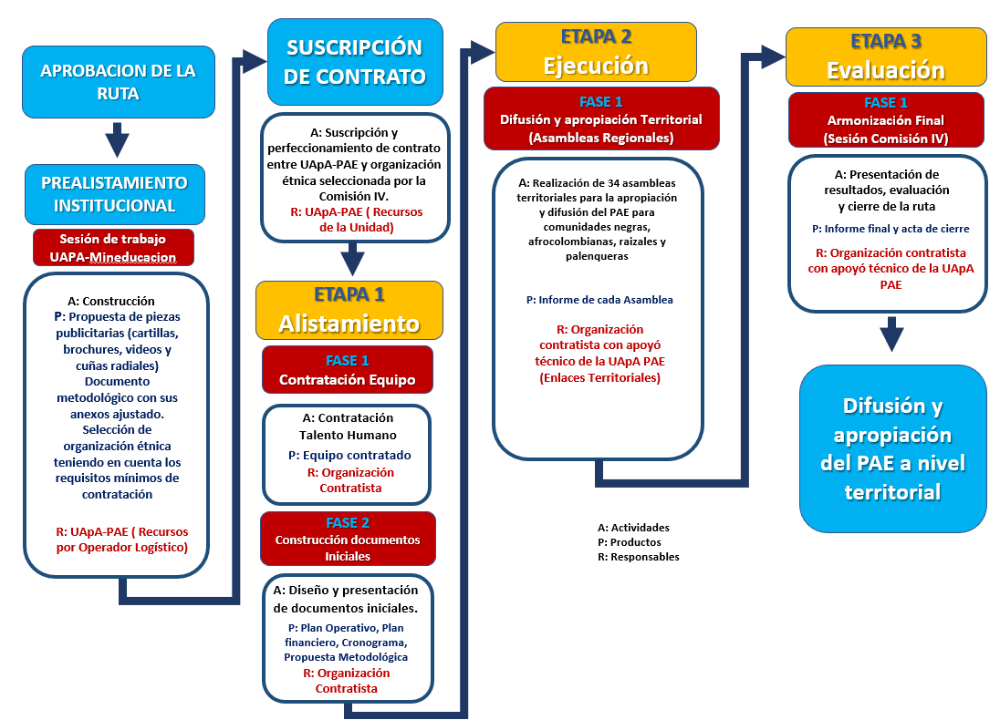 APROBACION DE LA
RUTA
PREALISTAMIENTO
INSTITUCIONAL
Sesión de trabajo
UAPA-Mineducacion
A: Construcción
P: Propuesta de piezas
publicitarias (cartillas,
brochures, videos y
cuñas radiales)
Documento
metodológico con sus
anexos ajustado.
Selección de
organización étnica
teniendo en cuenta los
requisitos mínimos de
contratación
R: UApA-PAE ( Recursos
por Operador Logístico)
SUSCRIPCIÓN
DE CONTRATO
A: Suscripción y
perfeccionamiento de contrato
entre UApA-PAE y organización
étnica seleccionada por la
Comisión IV.
R: UApA-PAE ( Recursos
de la Unidad)
ETAPA 1
Alistamiento
FASE 1
Contratación Equipo
A: Contratación
Talento Humano
P: Equipo contratado
R: Organización
Contratista
FASE 2
Construcción documentos
Iniciales
A: Diseño y presentación
de documentos iniciales.
P: Plan Operativo, Plan
financiero, Cronograma,
Propuesta Metodológica
R: Organización
Contratista
ETAPA 2
Ejecución
FASE 1
Difusión y apropiación Territorial
(Asambleas Regionales)
A: Realización de 34 asambleas
territoriales para la apropiación
y difusión del PAE para
comunidades negras,
afrocolombianas, raizales y
palenqueras
P: Informe de cada Asamblea
R: Organización
contratista con apoyó
técnico de la UApA PAE
(Enlaces Territoriales)
ETAPA 3
Evaluación
FASE 1
Armonización Final
(Sesión Comisión IV)
A: Presentación de
resultados, evaluación
y cierre de la ruta
P: Informe final y acta de cierre
R: Organización contratista
con apoyó técnico de la UApA
PAE
Difusión y
apropiación
del PAE a nivel
territorial
A: Actividades
P: Productos
R: Responsables